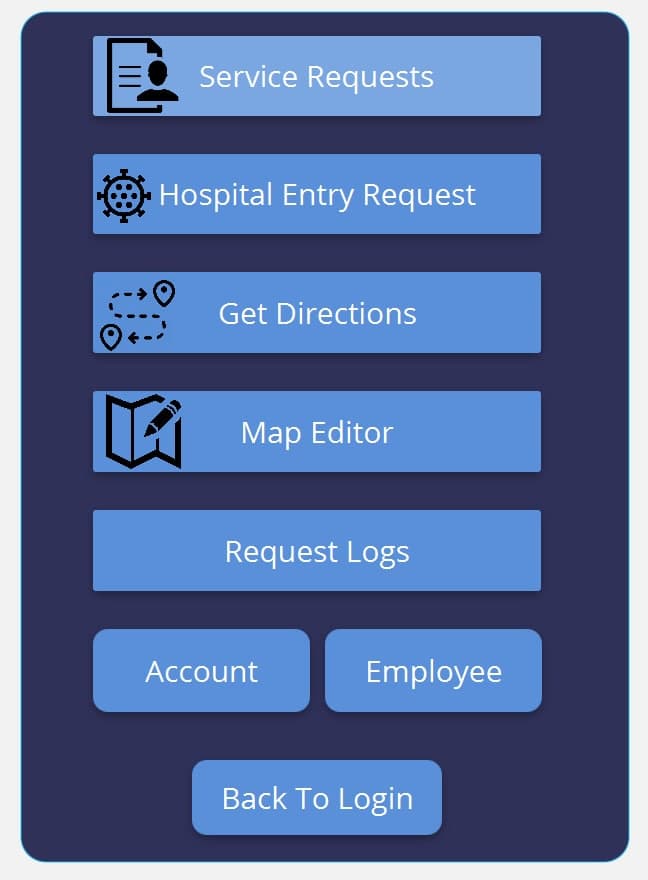 Service Requests
Hospital Entry Request
Get Directions
Map Editor
Request Logs
Account
Employee
Back To Login